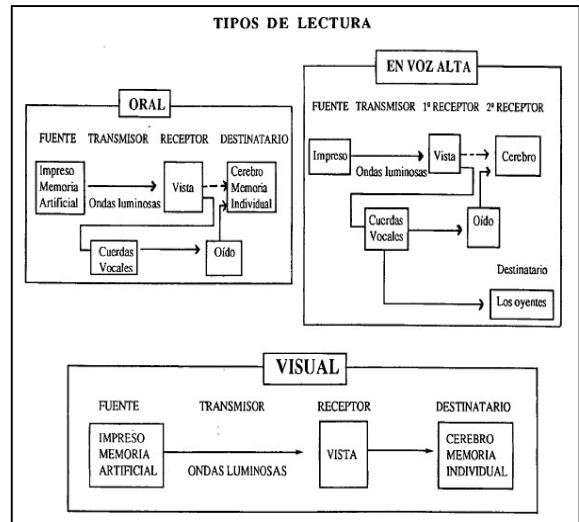 TIPOS DE LECTURA
ORAL
FUENTE TRANSMISOR RECEPTOR DESTINATARIO
Impreso
Memoria
Artificial
Ondas luminosas
Vista
Cerebro
Memoria
Individual
Cuerdas
Vocales
Oído
EN VOZ ALTA
FUENTE TRANSMISOR 1º RECEPTOR 2º RECEPTOR
Impreso
Ondas luminosas
Vista
Cerebro
Cuerdas
Vocales
Oído
Destinatario
Los oyentes
VISUAL
FUENTE TRANSMISOR RECEPTOR DESTINATARIO
IMPRESO
MEMORIA
ARTIFICIAL
ONDAS LUMINOSAS
VISTA
CEREBRO
MEMORIA
INDIVIDUAL